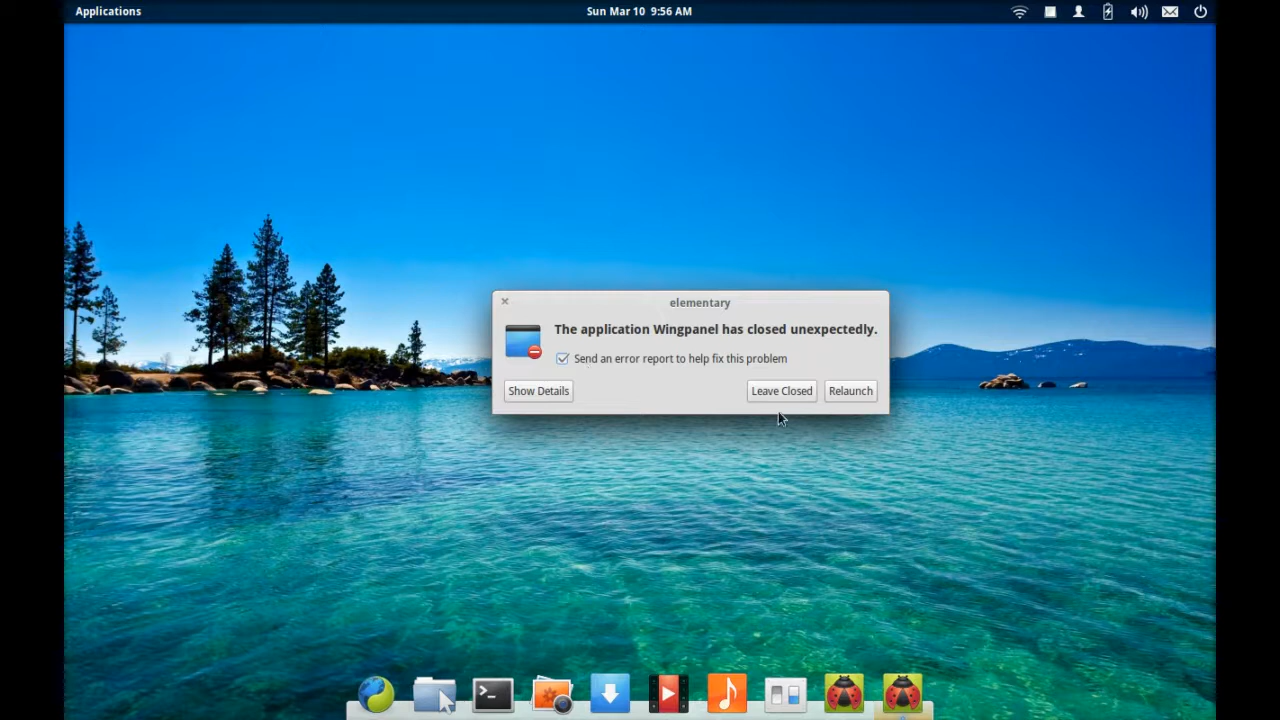 Applications
Sun Mar 10 9:56 AM
elementary
The application Wingpanel has closed unexpectedly.
Send an error report to help fix this problem
Show Details
Leave Closed
Relaunch
>_